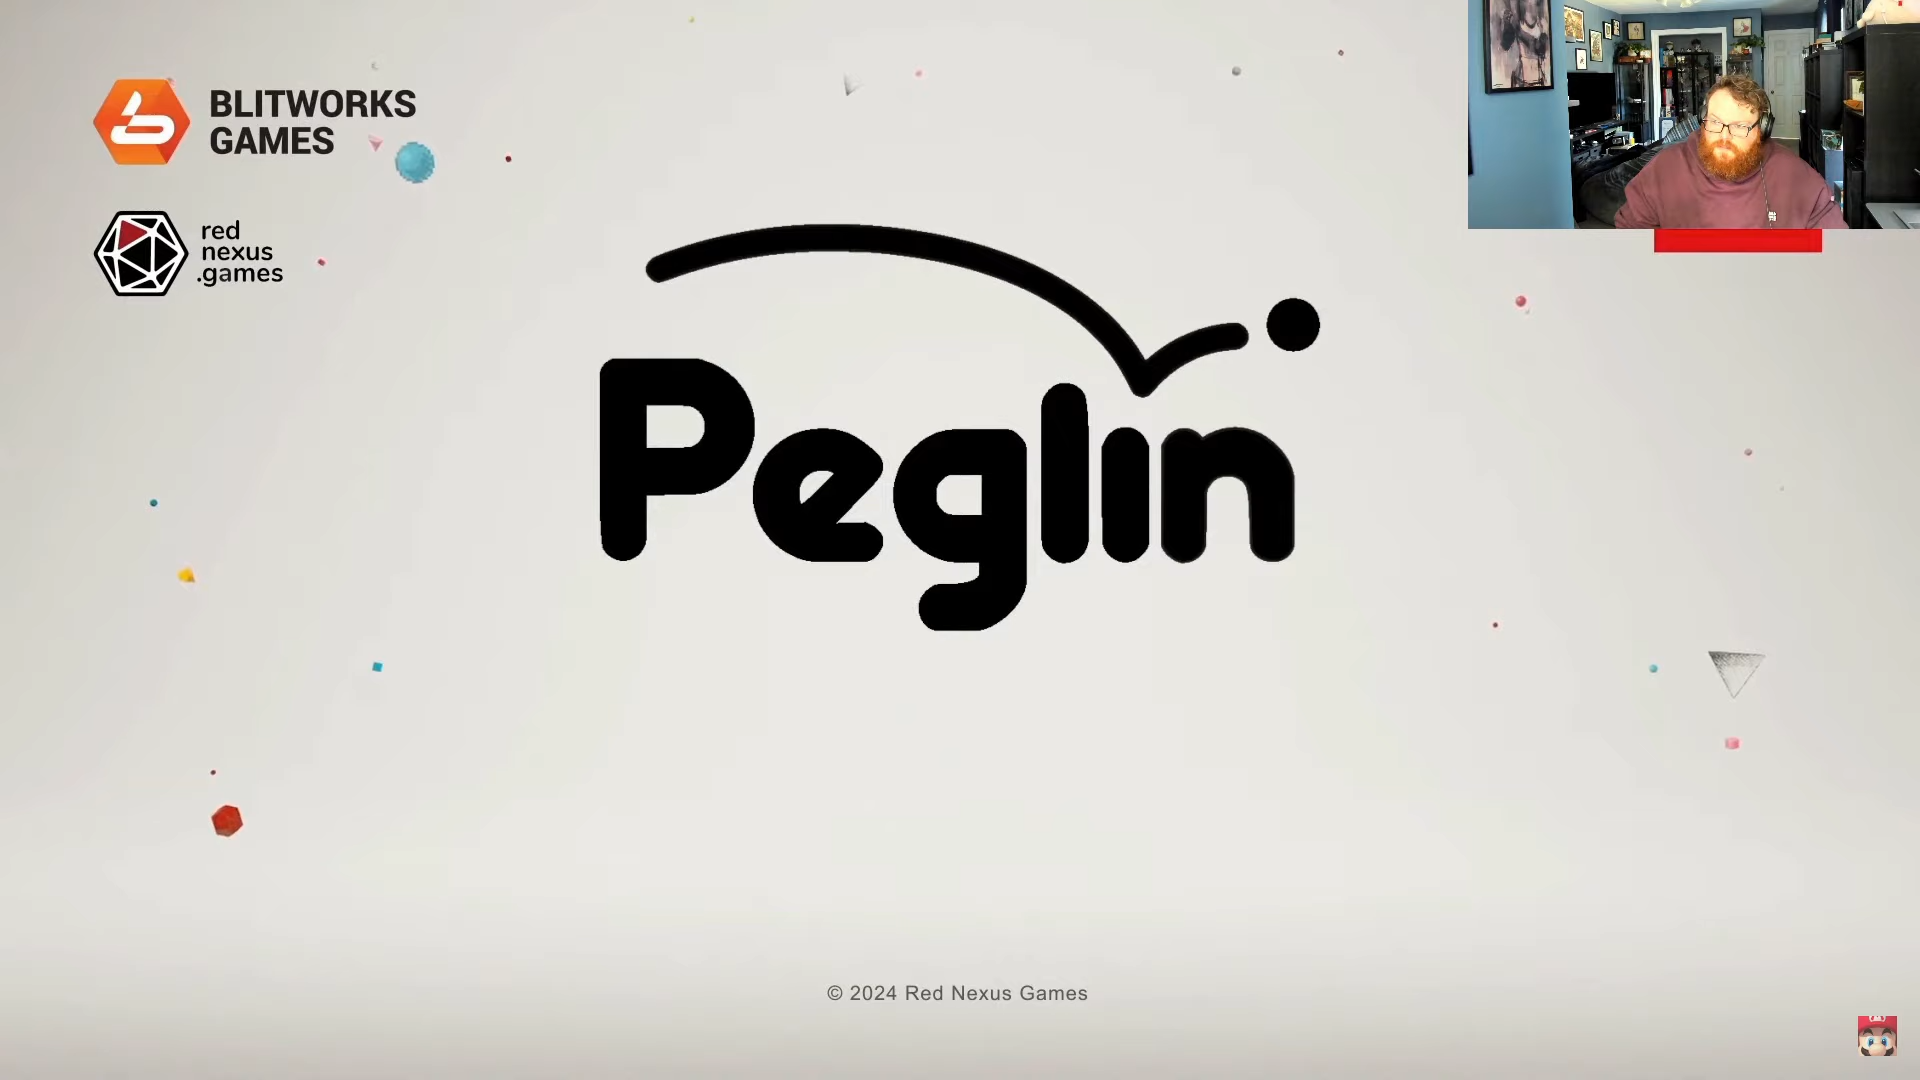 BLITWORKS
GAMES
red
nexus
.games
Peglin
© 2024 Red Nexus Games